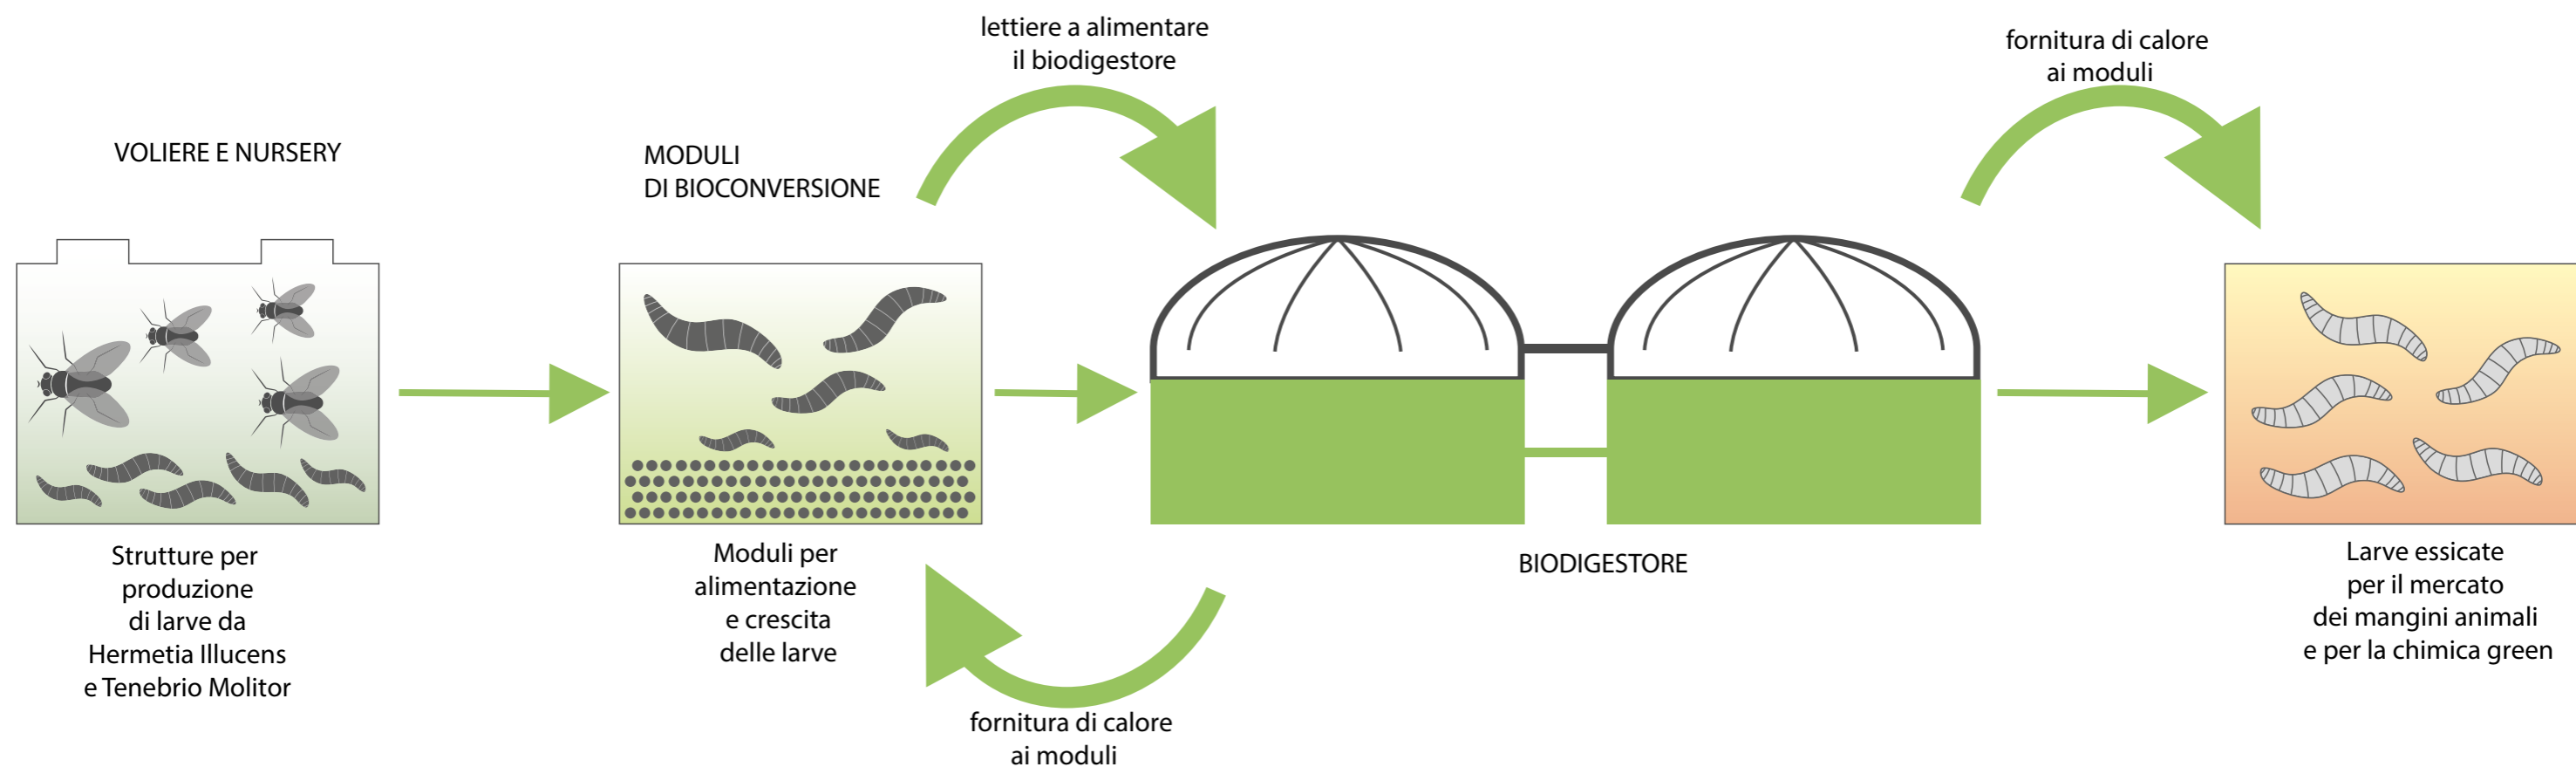 lettiere a alimentare
il biodigestore
fornitura di calore
ai moduli
VOLIERE E NURSERY
MODULI
DI BIOCONVERSIONE
Strutture per
produzione
di larve da
Hermetia Illucens
e Tenebrio Molitor
Moduli per
alimentazione
e crescita
delle larve
BIODIGESTORE
Larve essicate
per il mercato
dei mangini animali
e per la chimica green
fornitura di calore
ai moduli